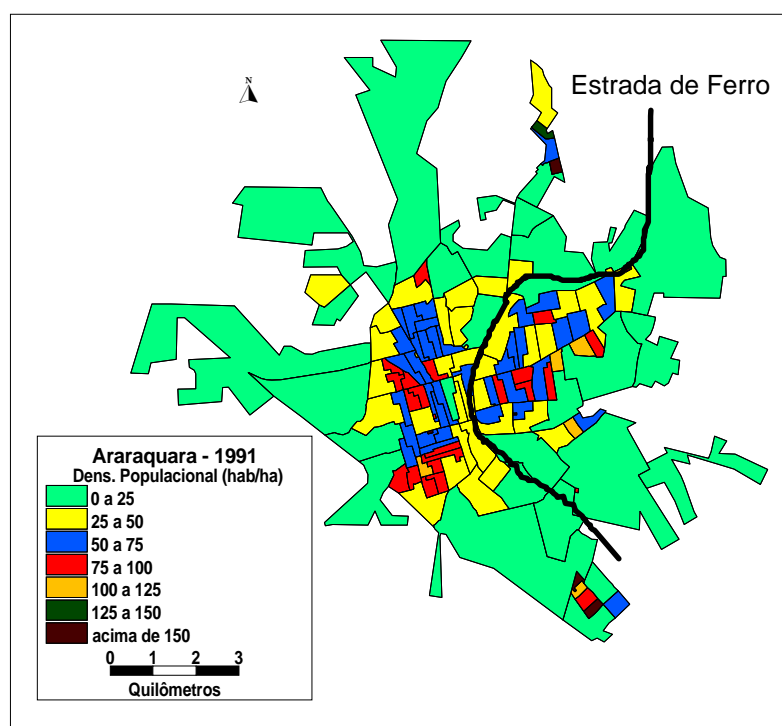 N
Estrada de Ferro
Araraquara - 1991
Dens. Populacional (hab/ha)
0 a 25
25 a 50
50 a 75
75 a 100
100 a 125
125 a 150
acima de 150
0 1 2 3
Quilômetros